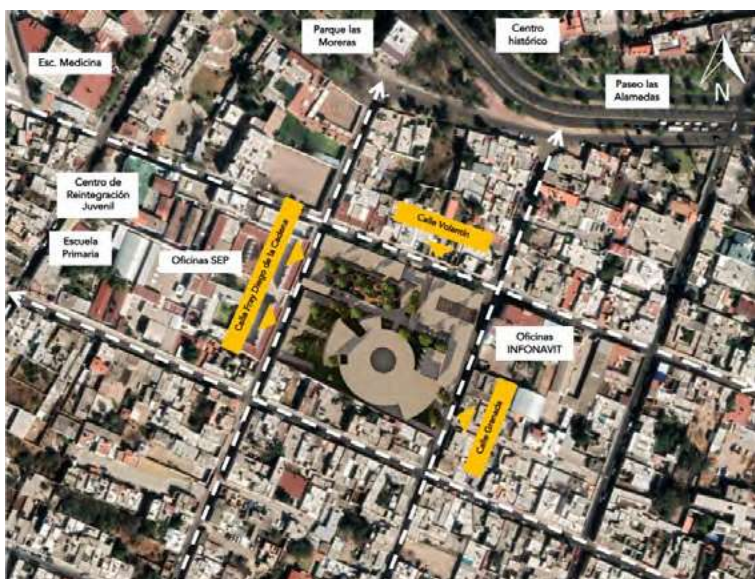 Parque las
Moreras
Centro
histórico
Esc. Medicina
Paseo las
Alamedas
N
Centro de
Reintegración
Juvenil
Calle Volantín
Escuela
Primaria
Oficinas SEP
Calle Fray Diego de la Cadena
Oficinas
INFONAVIT
Calle Granada